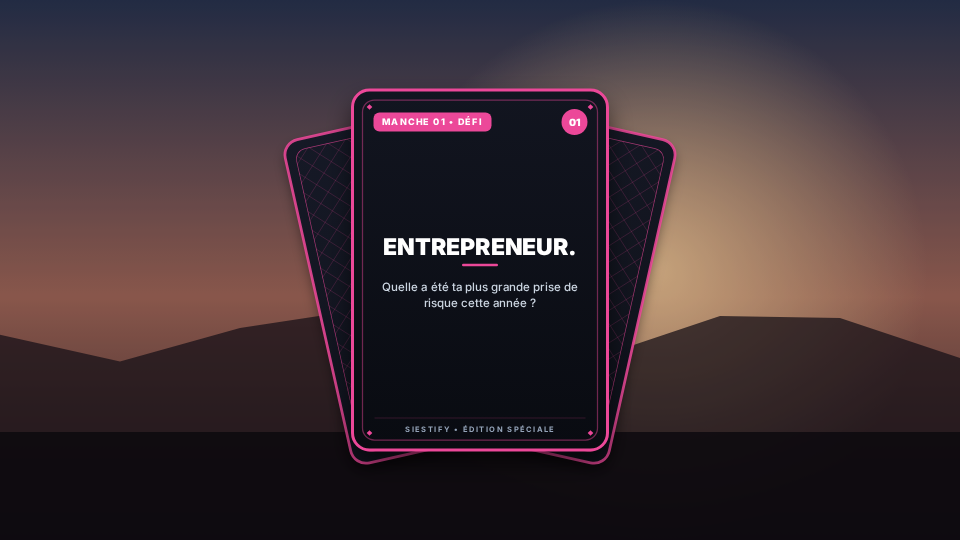 MANCHE 01 • DÉFI
01
ENTREPRENEUR.
Quelle a été ta plus grande prise de
risque cette année ?
SIESTIFY • ÉDITION SPÉCIALE